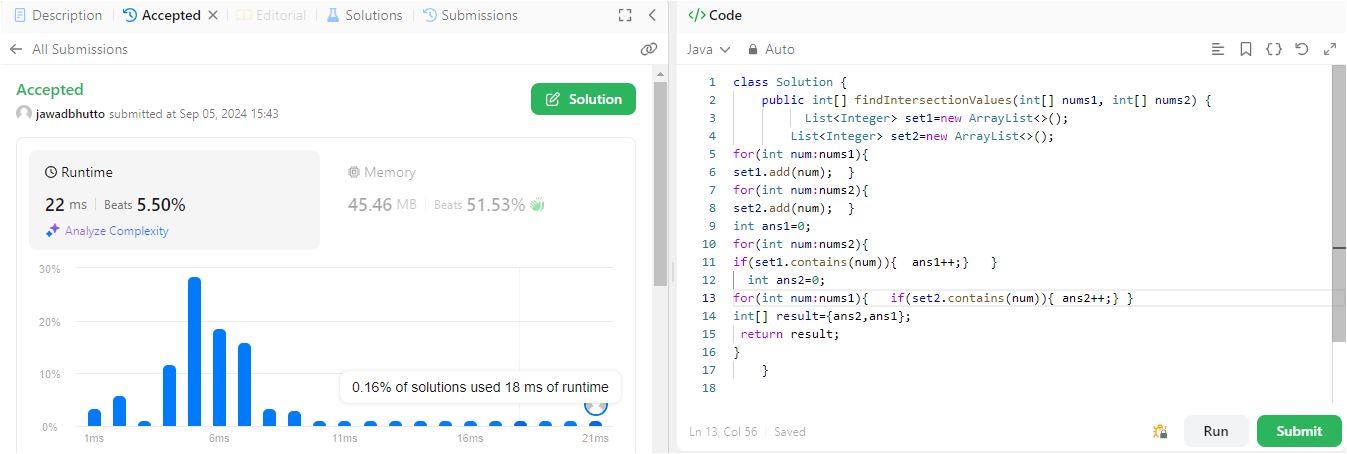 Description Accepted Editorial Solutions Submissions
All Submissions
Accepted
jawadbhutto submitted at Sep 05, 2024 15:43
Solution
Runtime
22 ms Beats 5.50%
Analyze Complexity
Memory
45.46 MB Beats 51.53%
30%
20%
10%
0%
0.16% of solutions used 18 ms of runtime
1ms 6ms 11ms 16ms 21ms
</> Code
Java Auto
1 class Solution {
2 public int[] findIntersectionValues(int[] nums1, int[] nums2) {
3 List<Integer> set1=new ArrayList<>();
4 List<Integer> set2=new ArrayList<>();
5 for(int num:nums1){
6 set1.add(num); }
7 for(int num:nums2){
8 set2.add(num); }
9 int ans1=0;
10 for(int num:nums2){
11 if(set1.contains(num)){ ans1++;} }
12 int ans2=0;
13 for(int num:nums1){ if(set2.contains(num)){ ans2++;} }
14 int[] result={ans2,ans1};
15 return result;
16 }
17 }
18
Ln 13, Col 56 Saved
Run
Submit